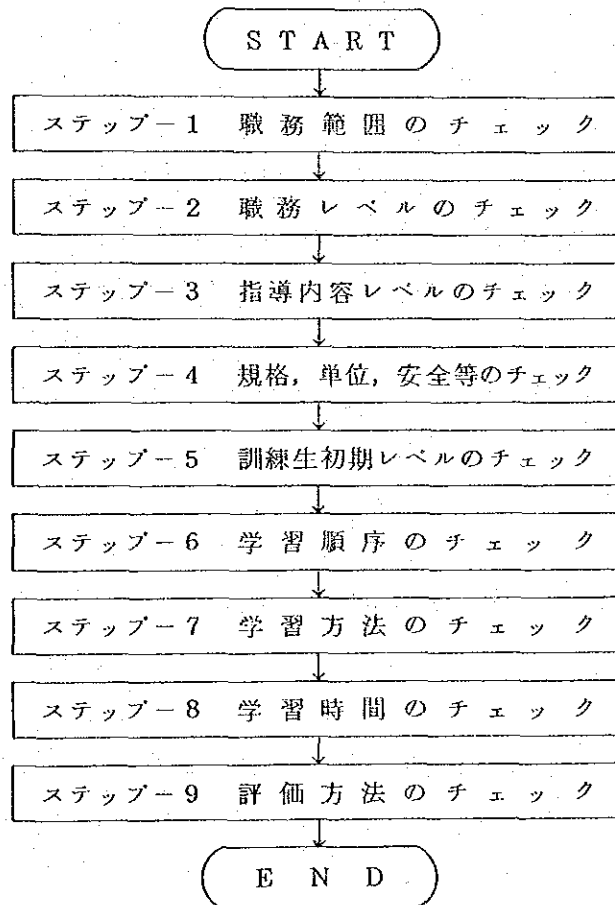 START
ステップ－1 職務範囲のチェック
ステップ－2 職務レベルのチェック
ステップ－3 指導内容レベルのチェック
ステップ－4 規格，単位，安全等のチェック
ステップ－5 訓練生初期レベルのチェック
ステップ－6 学習順序のチェック
ステップ－7 学習方法のチェック
ステップ－8 学習時間のチェック
ステップ－9 評価方法のチェック
END